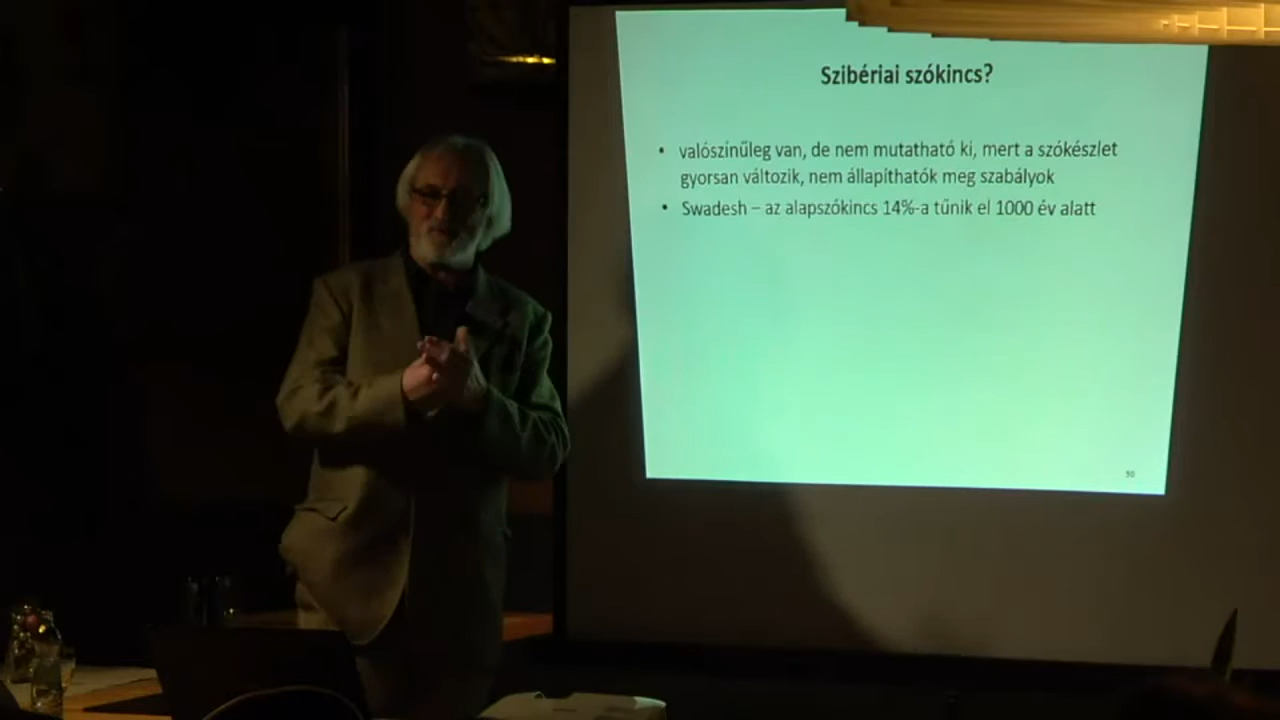 Szibériai szókincs?
• valószínűleg van, de nem mutatható ki, mert a szókészlet
gyorsan változik, nem állapíthatók meg szabályok
• Swadesh – az alapszókincs 14%-a tűnik el 1000 év alatt
50